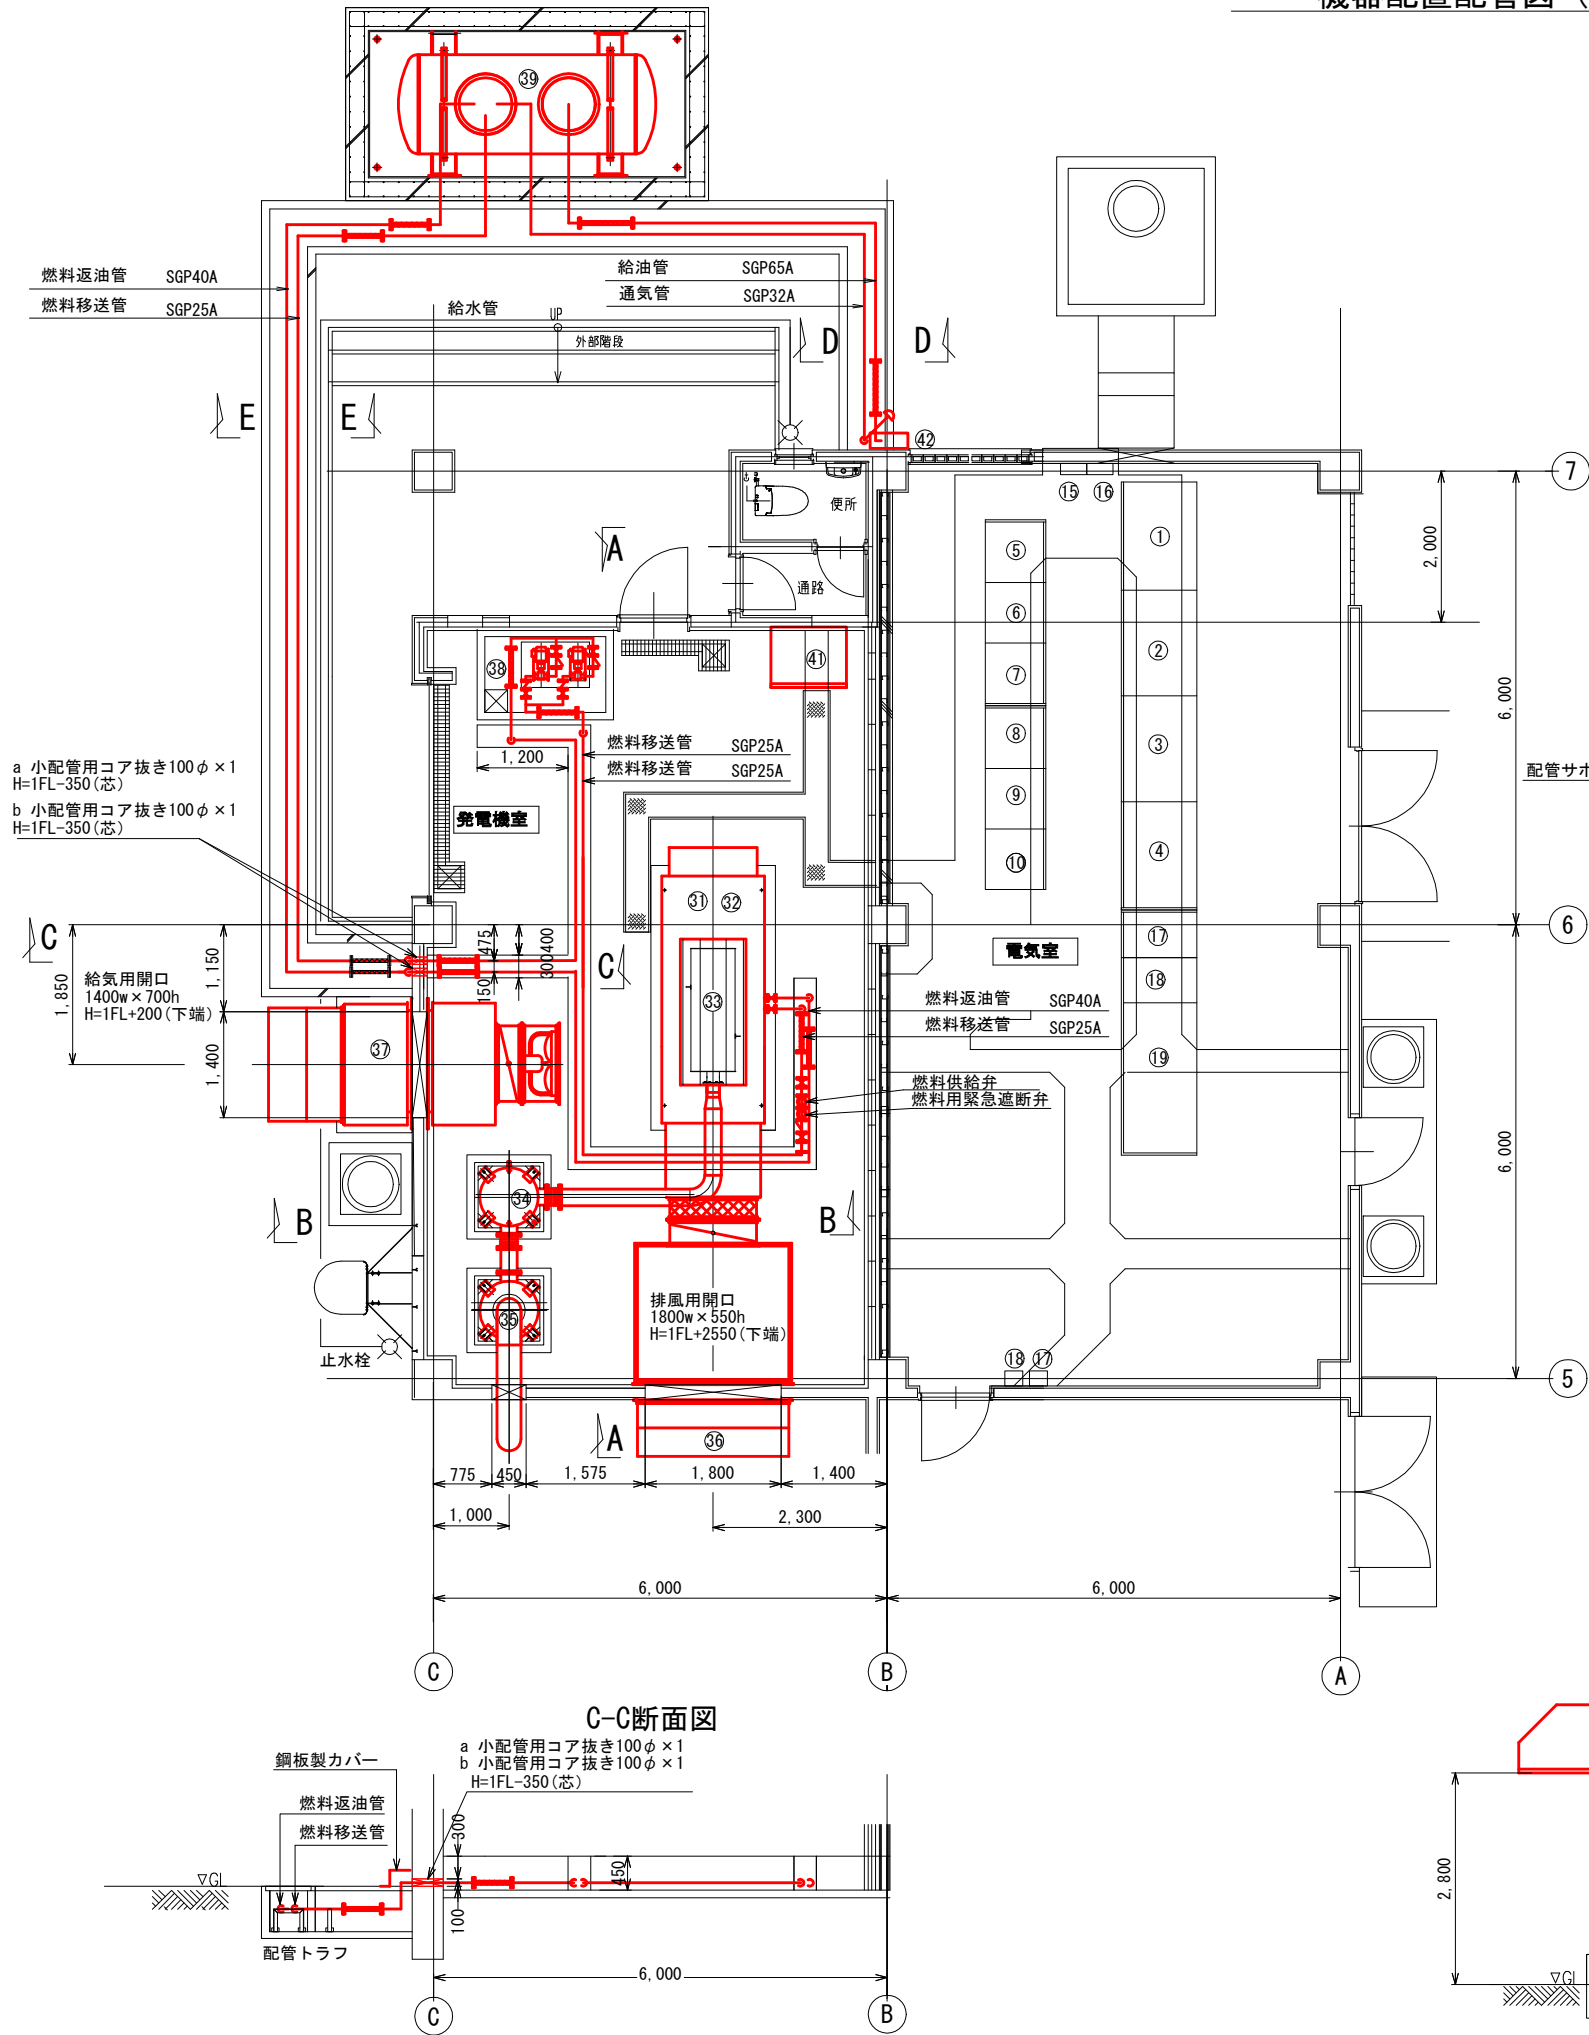 機器配置配管図（
㊴
燃料返油管 SGP40A
燃料移送管 SGP25A
給油管 SGP65A
通気管 SGP32A
給水管
UP
外部階段
D
D
E
E
㊷
7
⑮
⑯
便所
A
通路
①
⑤
2,000
⑥
㊳
㊶
②
⑦
6,000
燃料移送管 SGP25A
1,200
燃料移送管 SGP25A
⑧
③
a 小配管用コア抜き100φ×1
H=1FL-350(芯)
b 小配管用コア抜き100φ×1
H=1FL-350(芯)
配管サポ
発電機室
⑨
④
⑩
㉛
㉜
C
6
475
400
⑰
電気室
1,150
300
C
1,850
給気用開口
1400w×700h
H=1FL+200(下端)
150
⑱
㉝
燃料返油管 SGP40A
燃料移送管 SGP25A
㊲
1,400
⑲
燃料供給弁
燃料用緊急遮断弁
6,000
㉞
B
B
排風用開口
1800w×550h
H=1FL+2550(下端)
㉟
止水栓
⑱
⑰
5
A
㊱
775
450
1,575
1,800
1,400
1,000
2,300
6,000
6,000
C
B
A
C-C断面図
a 小配管用コア抜き100φ×1
b 小配管用コア抜き100φ×1
H=1FL-350(芯)
鋼板製カバー
燃料返油管
燃料移送管
300
▽GL
450
100
2,800
配管トラフ
6,000
▽GL
C
B